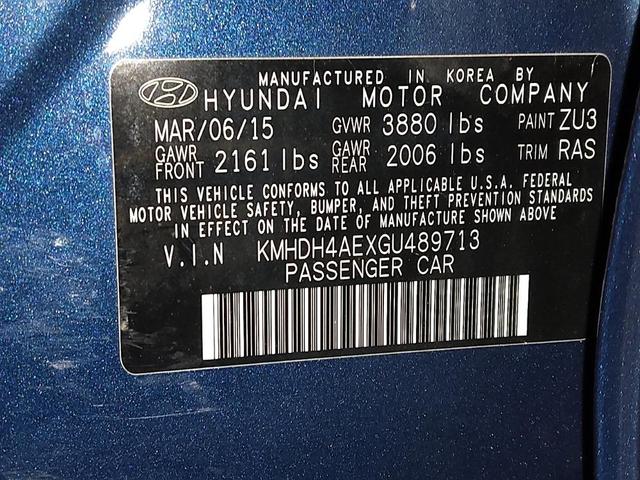 MANUFACTURED IN KOREA BY
HYUNDAI MOTOR COMPANY
MAR/06/15 GVWR 3880 lbs PAINT ZU3
GAWR FRONT 2161 lbs GAWR REAR 2006 lbs TRIM RAS
THIS VEHICLE CONFORMS TO ALL APPLICABLE U.S.A. FEDERAL
MOTOR VEHICLE SAFETY, BUMPER, AND THEFT PREVENTION STANDARDS
IN EFFECT ON THE DATE OF MANUFACTURE SHOWN ABOVE
V.I.N KMHDH4AEXGU489713
PASSENGER CAR